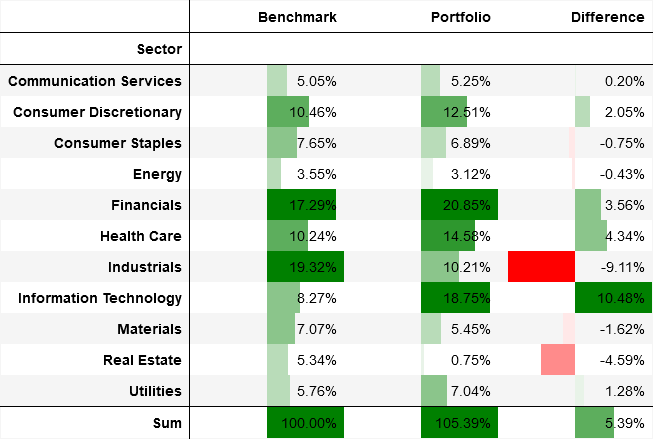 Benchmark Portfolio Difference
Sector
Communication Services 5.05% 5.25% 0.20%
Consumer Discretionary 10.46% 12.51% 2.05%
Consumer Staples 7.65% 6.89% -0.75%
Energy 3.55% 3.12% -0.43%
Financials 17.29% 20.85% 3.56%
Health Care 10.24% 14.58% 4.34%
Industrials 19.32% 10.21% -9.11%
Information Technology 8.27% 18.75% 10.48%
Materials 7.07% 5.45% -1.62%
Real Estate 5.34% 0.75% -4.59%
Utilities 5.76% 7.04% 1.28%
Sum 100.00% 105.39% 5.39%